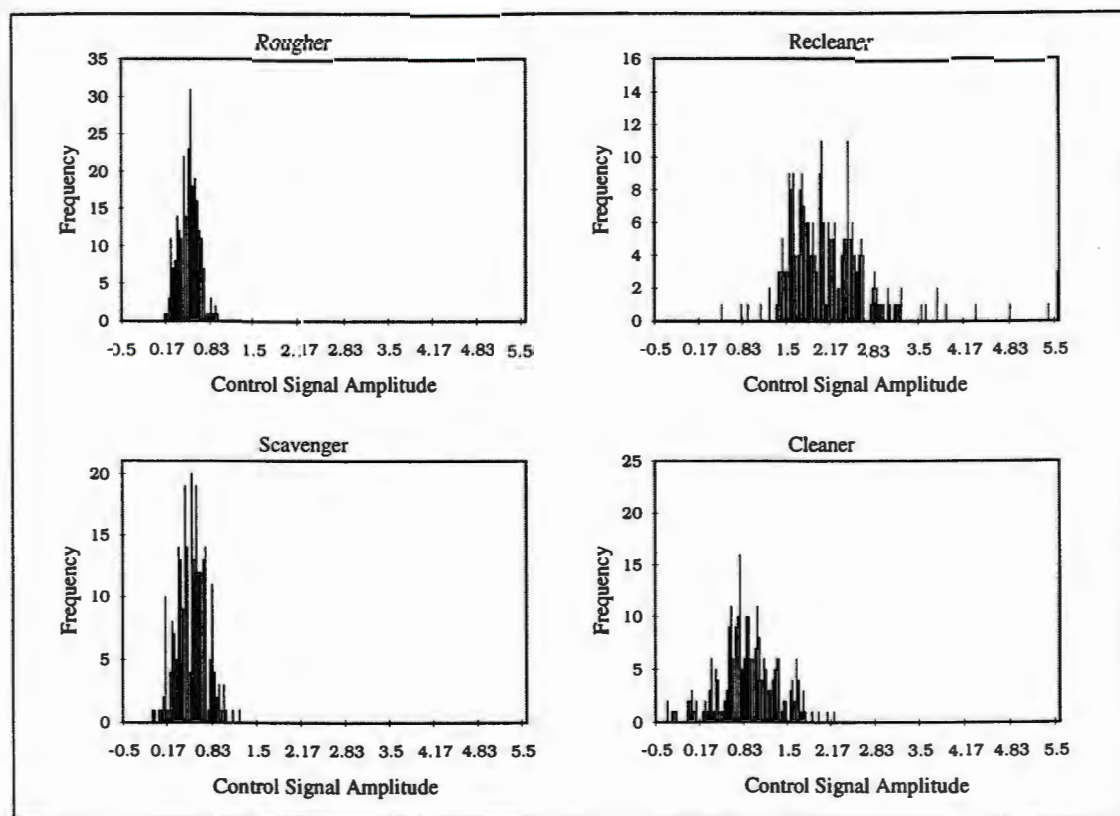 Rougher
35
30
25
20
15
10
5
0
Frequency
-0.5 0.17 0.83 1.5 2.17 2.83 3.5 4.17 4.83 5.5
Control Signal Amplitude
Recleaner
16
14
12
10
8
6
4
2
0
Frequency
-0.5 0.17 0.83 1.5 2.17 2.83 3.5 4.17 4.83 5.5
Control Signal Amplitude
Scavenger
20
15
10
5
0
Frequency
-0.5 0.17 0.83 1.5 2.17 2.83 3.5 4.17 4.83 5.5
Control Signal Amplitude
Cleaner
25
20
15
10
5
0
Frequency
-0.5 0.17 0.83 1.5 2.17 2.83 3.5 4.17 4.83 5.5
Control Signal Amplitude